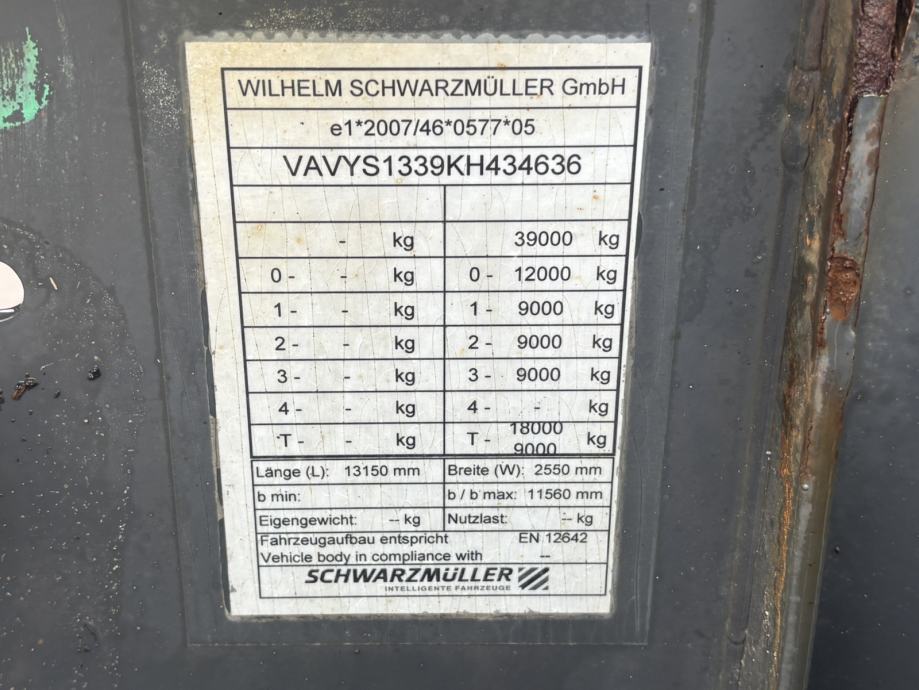 WILHELM SCHWARZMÜLLER GmbH
e1*2007/46*0577*05
VAVYS1339KH434636
- kg 39000 kg
0- - kg 0- 12000 kg
1- - kg 1- 9000 kg
2- - kg 2- 9000 kg
3- - kg 3- 9000 kg
4- - kg 4- - kg
T- - kg T- 18000 9000 kg
Länge (L): 13150 mm Breite (W): 2550 mm
b min: b / b max: 11560 mm
Eigengewicht: -- kg Nutzlast: -- kg
Fahrzeugaufbau entspricht EN 12642
Vehicle body in compliance with --
SCHWARZMÜLLER
INTELLIGENTE FAHRZEUGE